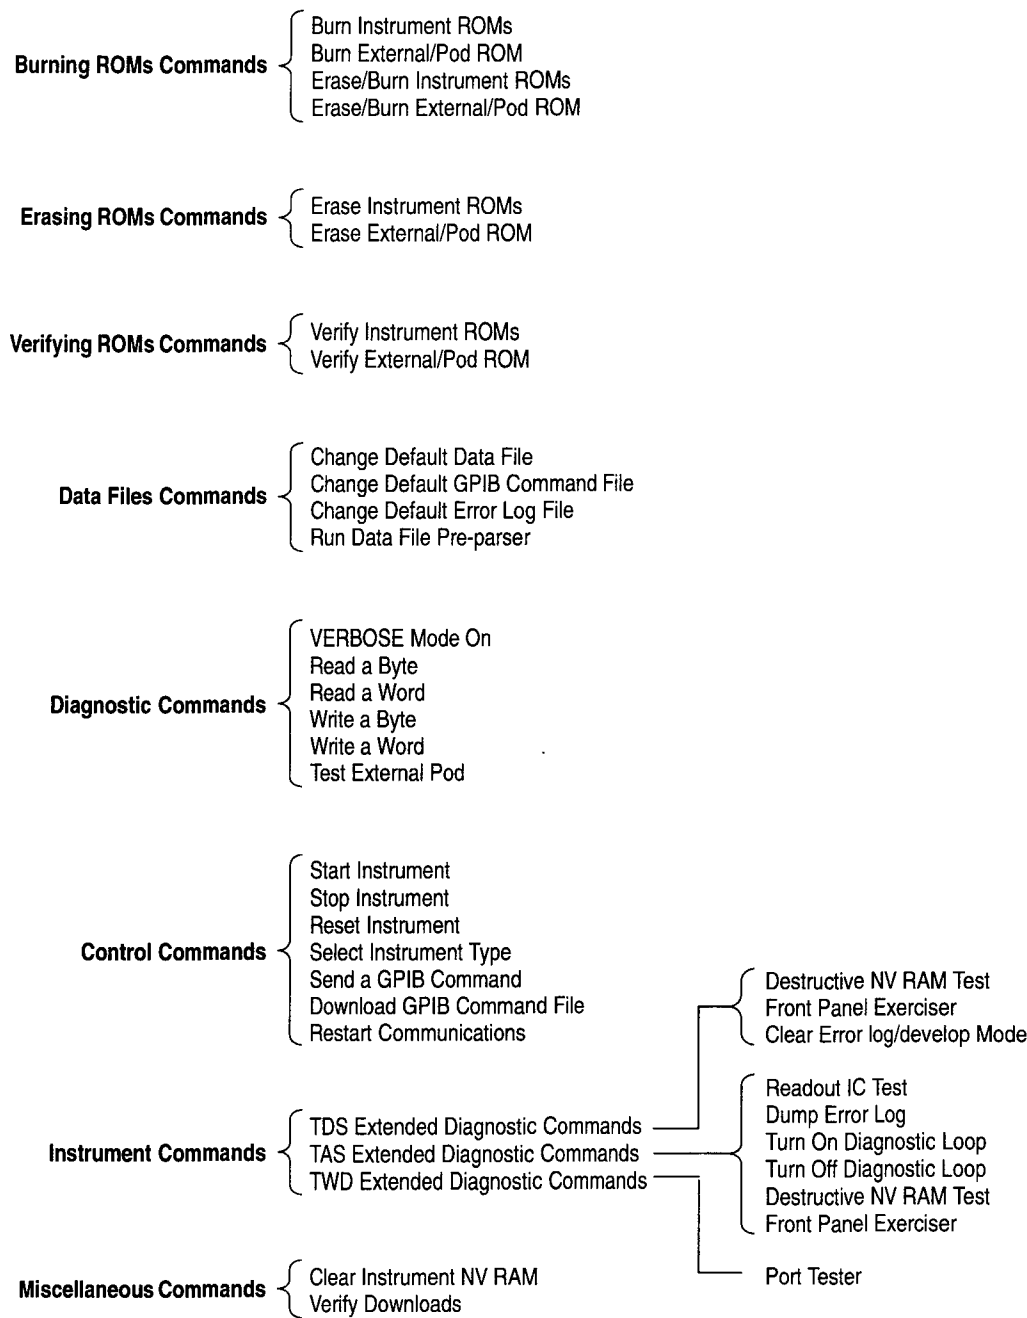 Burning ROMs Commands
Burn Instrument ROMs
Burn External/Pod ROM
Erase/Burn Instrument ROMs
Erase/Burn External/Pod ROM
Erasing ROMs Commands
Erase Instrument ROMs
Erase External/Pod ROM
Verifying ROMs Commands
Verify Instrument ROMs
Verify External/Pod ROM
Data Files Commands
Change Default Data File
Change Default GPIB Command File
Change Default Error Log File
Run Data File Pre-parser
Diagnostic Commands
VERBOSE Mode On
Read a Byte
Read a Word
Write a Byte
Write a Word
Test External Pod
Control Commands
Start Instrument
Stop Instrument
Reset Instrument
Select Instrument Type
Send a GPIB Command
Download GPIB Command File
Restart Communications
Instrument Commands
TDS Extended Diagnostic Commands
TAS Extended Diagnostic Commands
TWD Extended Diagnostic Commands
Destructive NV RAM Test
Front Panel Exerciser
Clear Error log/develop Mode
Readout IC Test
Dump Error Log
Turn On Diagnostic Loop
Turn Off Diagnostic Loop
Destructive NV RAM Test
Front Panel Exerciser
Port Tester
Miscellaneous Commands
Clear Instrument NV RAM
Verify Downloads